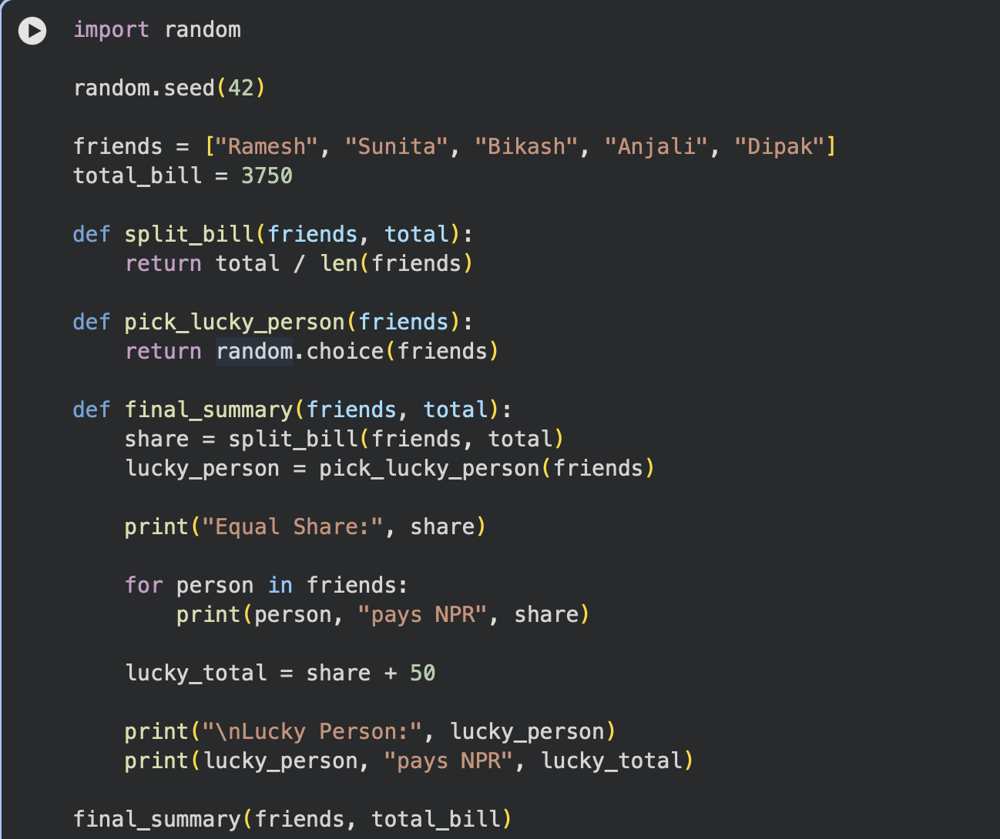 import random
random.seed(42)
friends = ["Ramesh", "Sunita", "Bikash", "Anjali", "Dipak"]
total_bill = 3750
def split_bill(friends, total):
    return total / len(friends)
def pick_lucky_person(friends):
    return random.choice(friends)
def final_summary(friends, total):
    share = split_bill(friends, total)
    lucky_person = pick_lucky_person(friends)
    print("Equal Share:", share)
    for person in friends:
        print(person, "pays NPR", share)
    lucky_total = share + 50
    print("\nLucky Person:", lucky_person)
    print(lucky_person, "pays NPR", lucky_total)
final_summary(friends, total_bill)